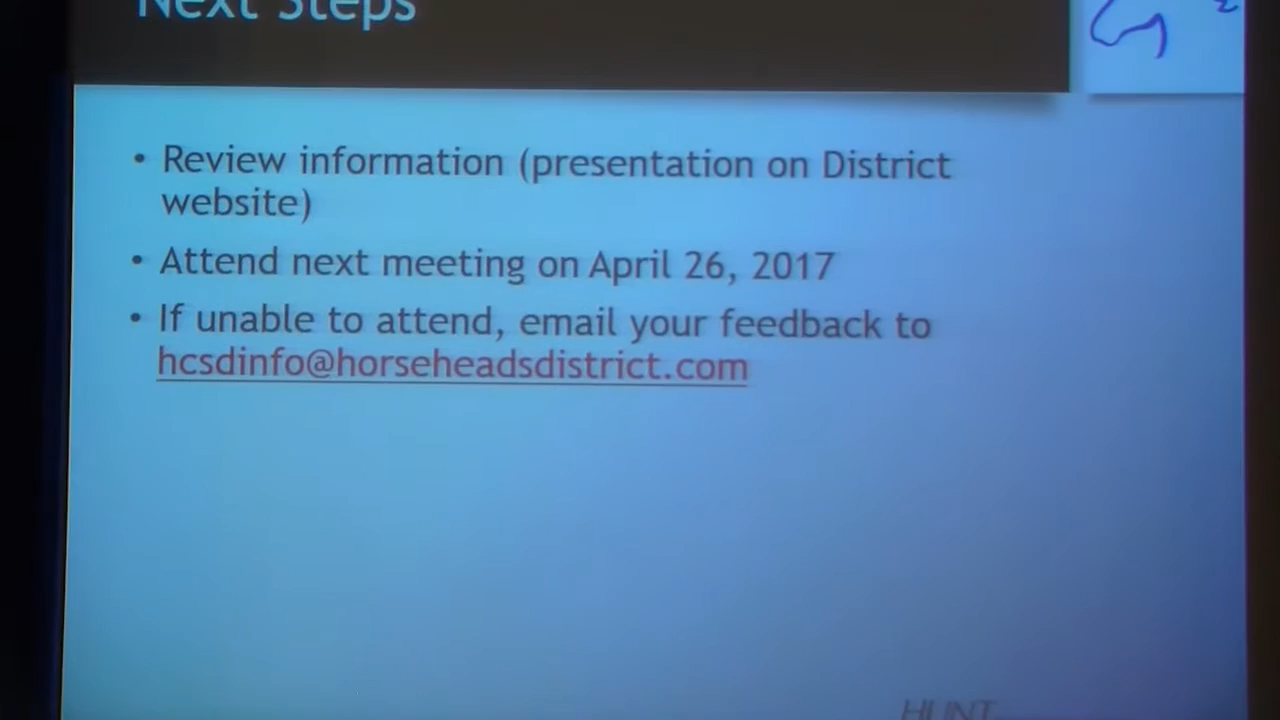 Next Steps
• Review information (presentation on District
website)
• Attend next meeting on April 26, 2017
• If unable to attend, email your feedback to
hcsdinfo@horseheadsdistrict.com
HUNT